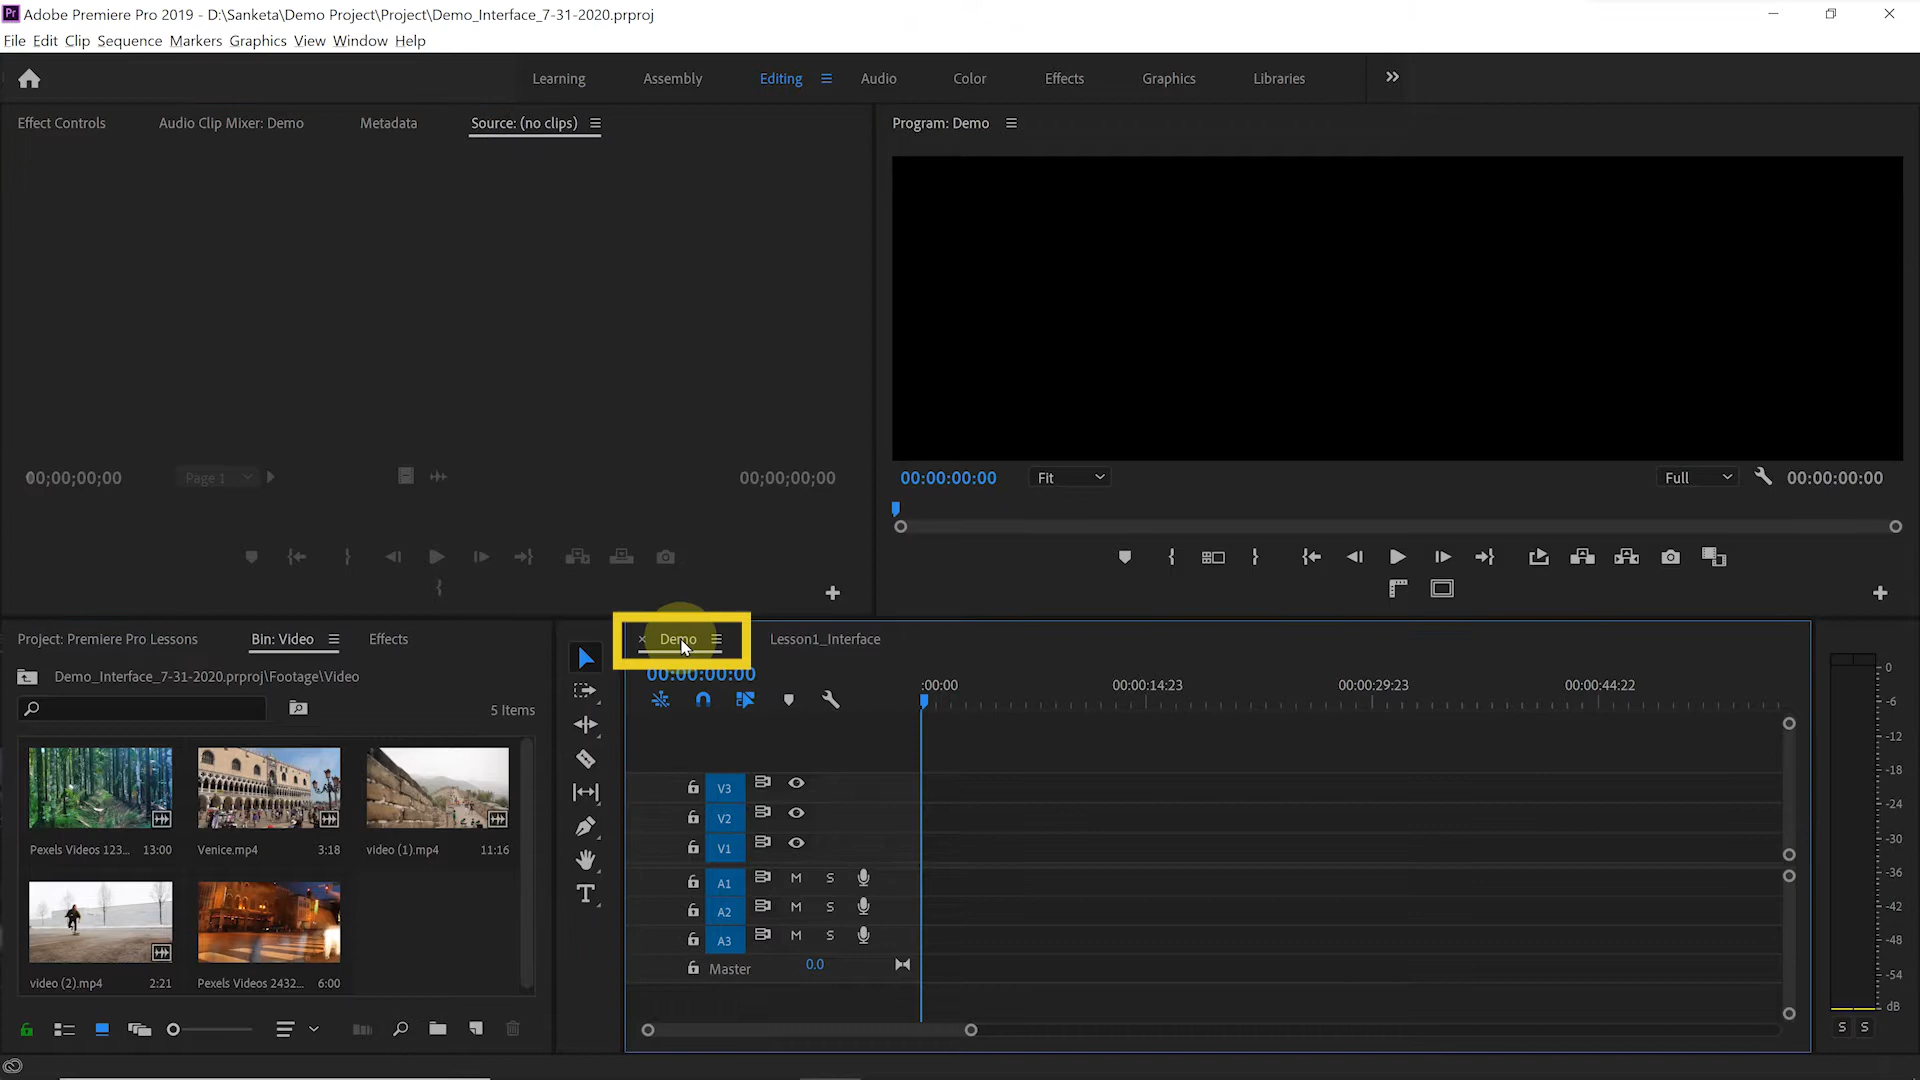 Pr Adobe Premiere Pro 2019 - D:\Sanketa\Demo Project\Project\Demo_Interface_7-31-2020.prproj
File Edit Clip Sequence Markers Graphics View Window Help
Learning Assembly Editing Audio Color Effects Graphics Libraries
Effect Controls Audio Clip Mixer: Demo Metadata Source: (no clips)
Program: Demo
00;00;00;00 Page 1 00;00;00;00
00:00:00:00 Fit Full 00:00:00:00
Project: Premiere Pro Lessons Bin: Video Effects
Demo_Interface_7-31-2020.prproj\Footage\Video
5 Items
Pexels Videos 123... 13:00
Venice.mp4 3:18
video (1).mp4 11:16
video (2).mp4 2:21
Pexels Videos 2432... 6:00
T
× Demo Lesson1_Interface
00:00:00:00
:00:00 00:00:14:23 00:00:29:23 00:00:44:22
V3
V2
V1
A1 M S
A2 M S
A3 M S
Master 0.0
0
-6
-12
-18
-24
-30
-36
-42
-48
-54
dB
S S